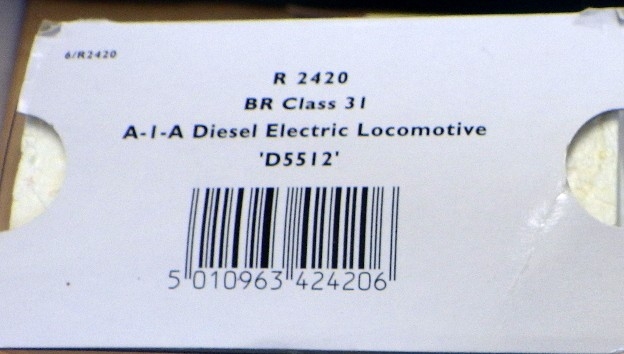 6/R2420
R 2420
BR Class 31
A-1-A Diesel Electric Locomotive
'D5512'
5 010963 424206